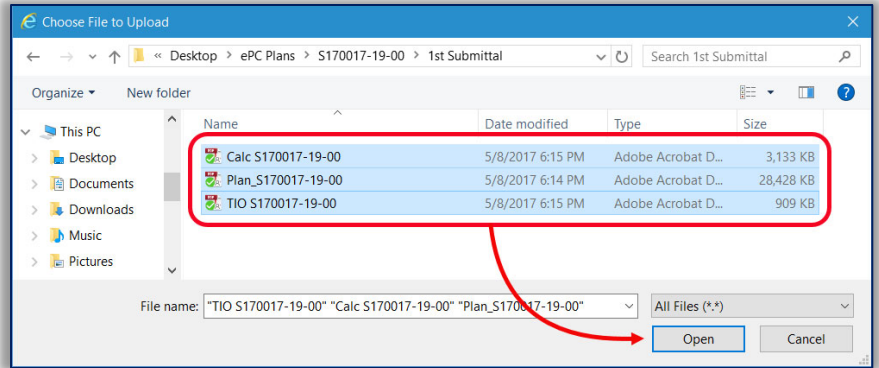 Choose File to Upload
« Desktop > ePC Plans > S170017-19-00 > 1st Submittal Search 1st Submittal
Organize New folder ?
Name Date modified Type Size
This PC
Desktop Calc S170017-19-00 5/8/2017 6:15 PM Adobe Acrobat D... 3,133 KB
Documents Plan_S170017-19-00 5/8/2017 6:14 PM Adobe Acrobat D... 28,428 KB
Downloads TIO S170017-19-00 5/8/2017 6:15 PM Adobe Acrobat D... 909 KB
Music
Pictures
File name: "TIO S170017-19-00" "Calc S170017-19-00" "Plan_S170017-19-00" All Files (*.*)
Open Cancel